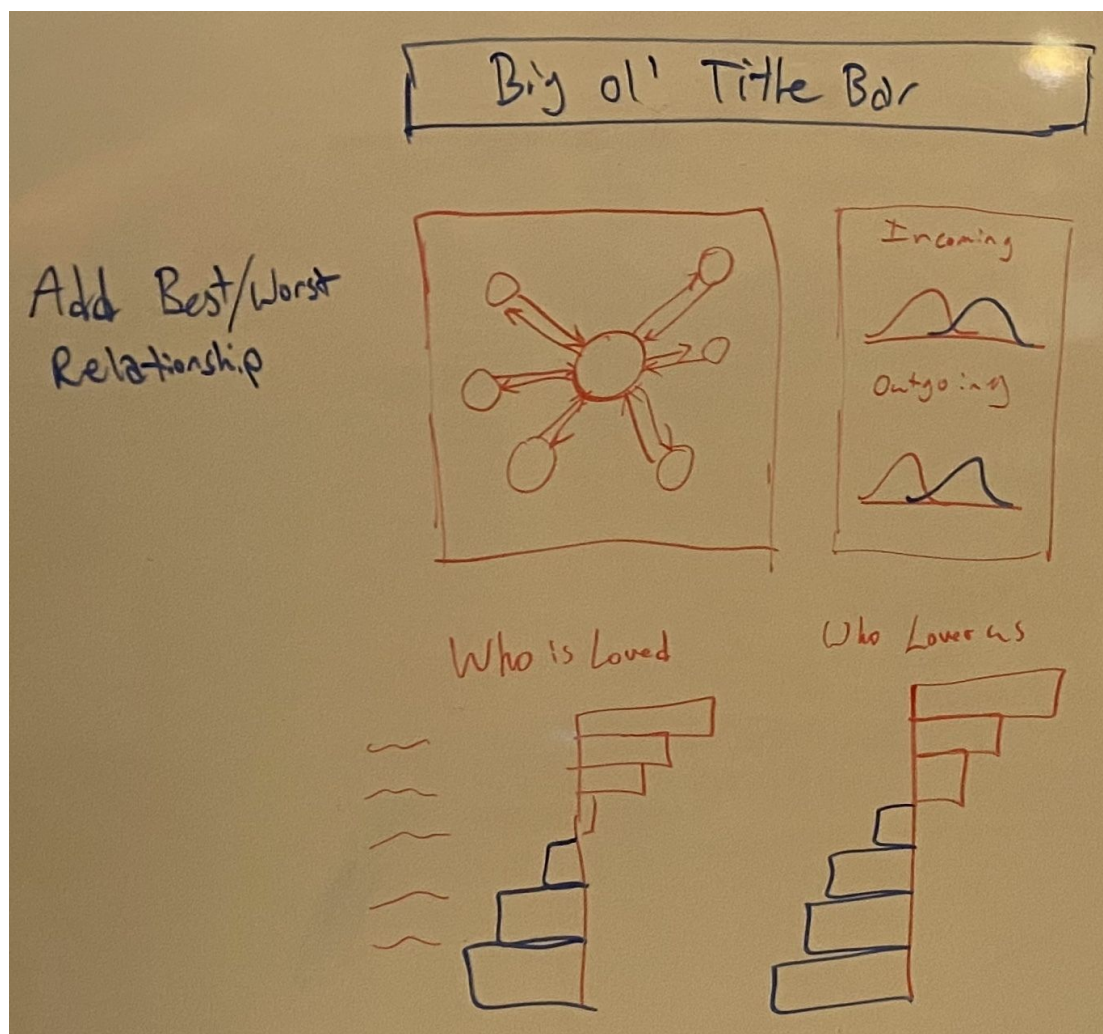 Big ol' Title Bar
Add Best/Worst
Relationship
Incoming
Outgoing
Who is Loved
Who Loves us